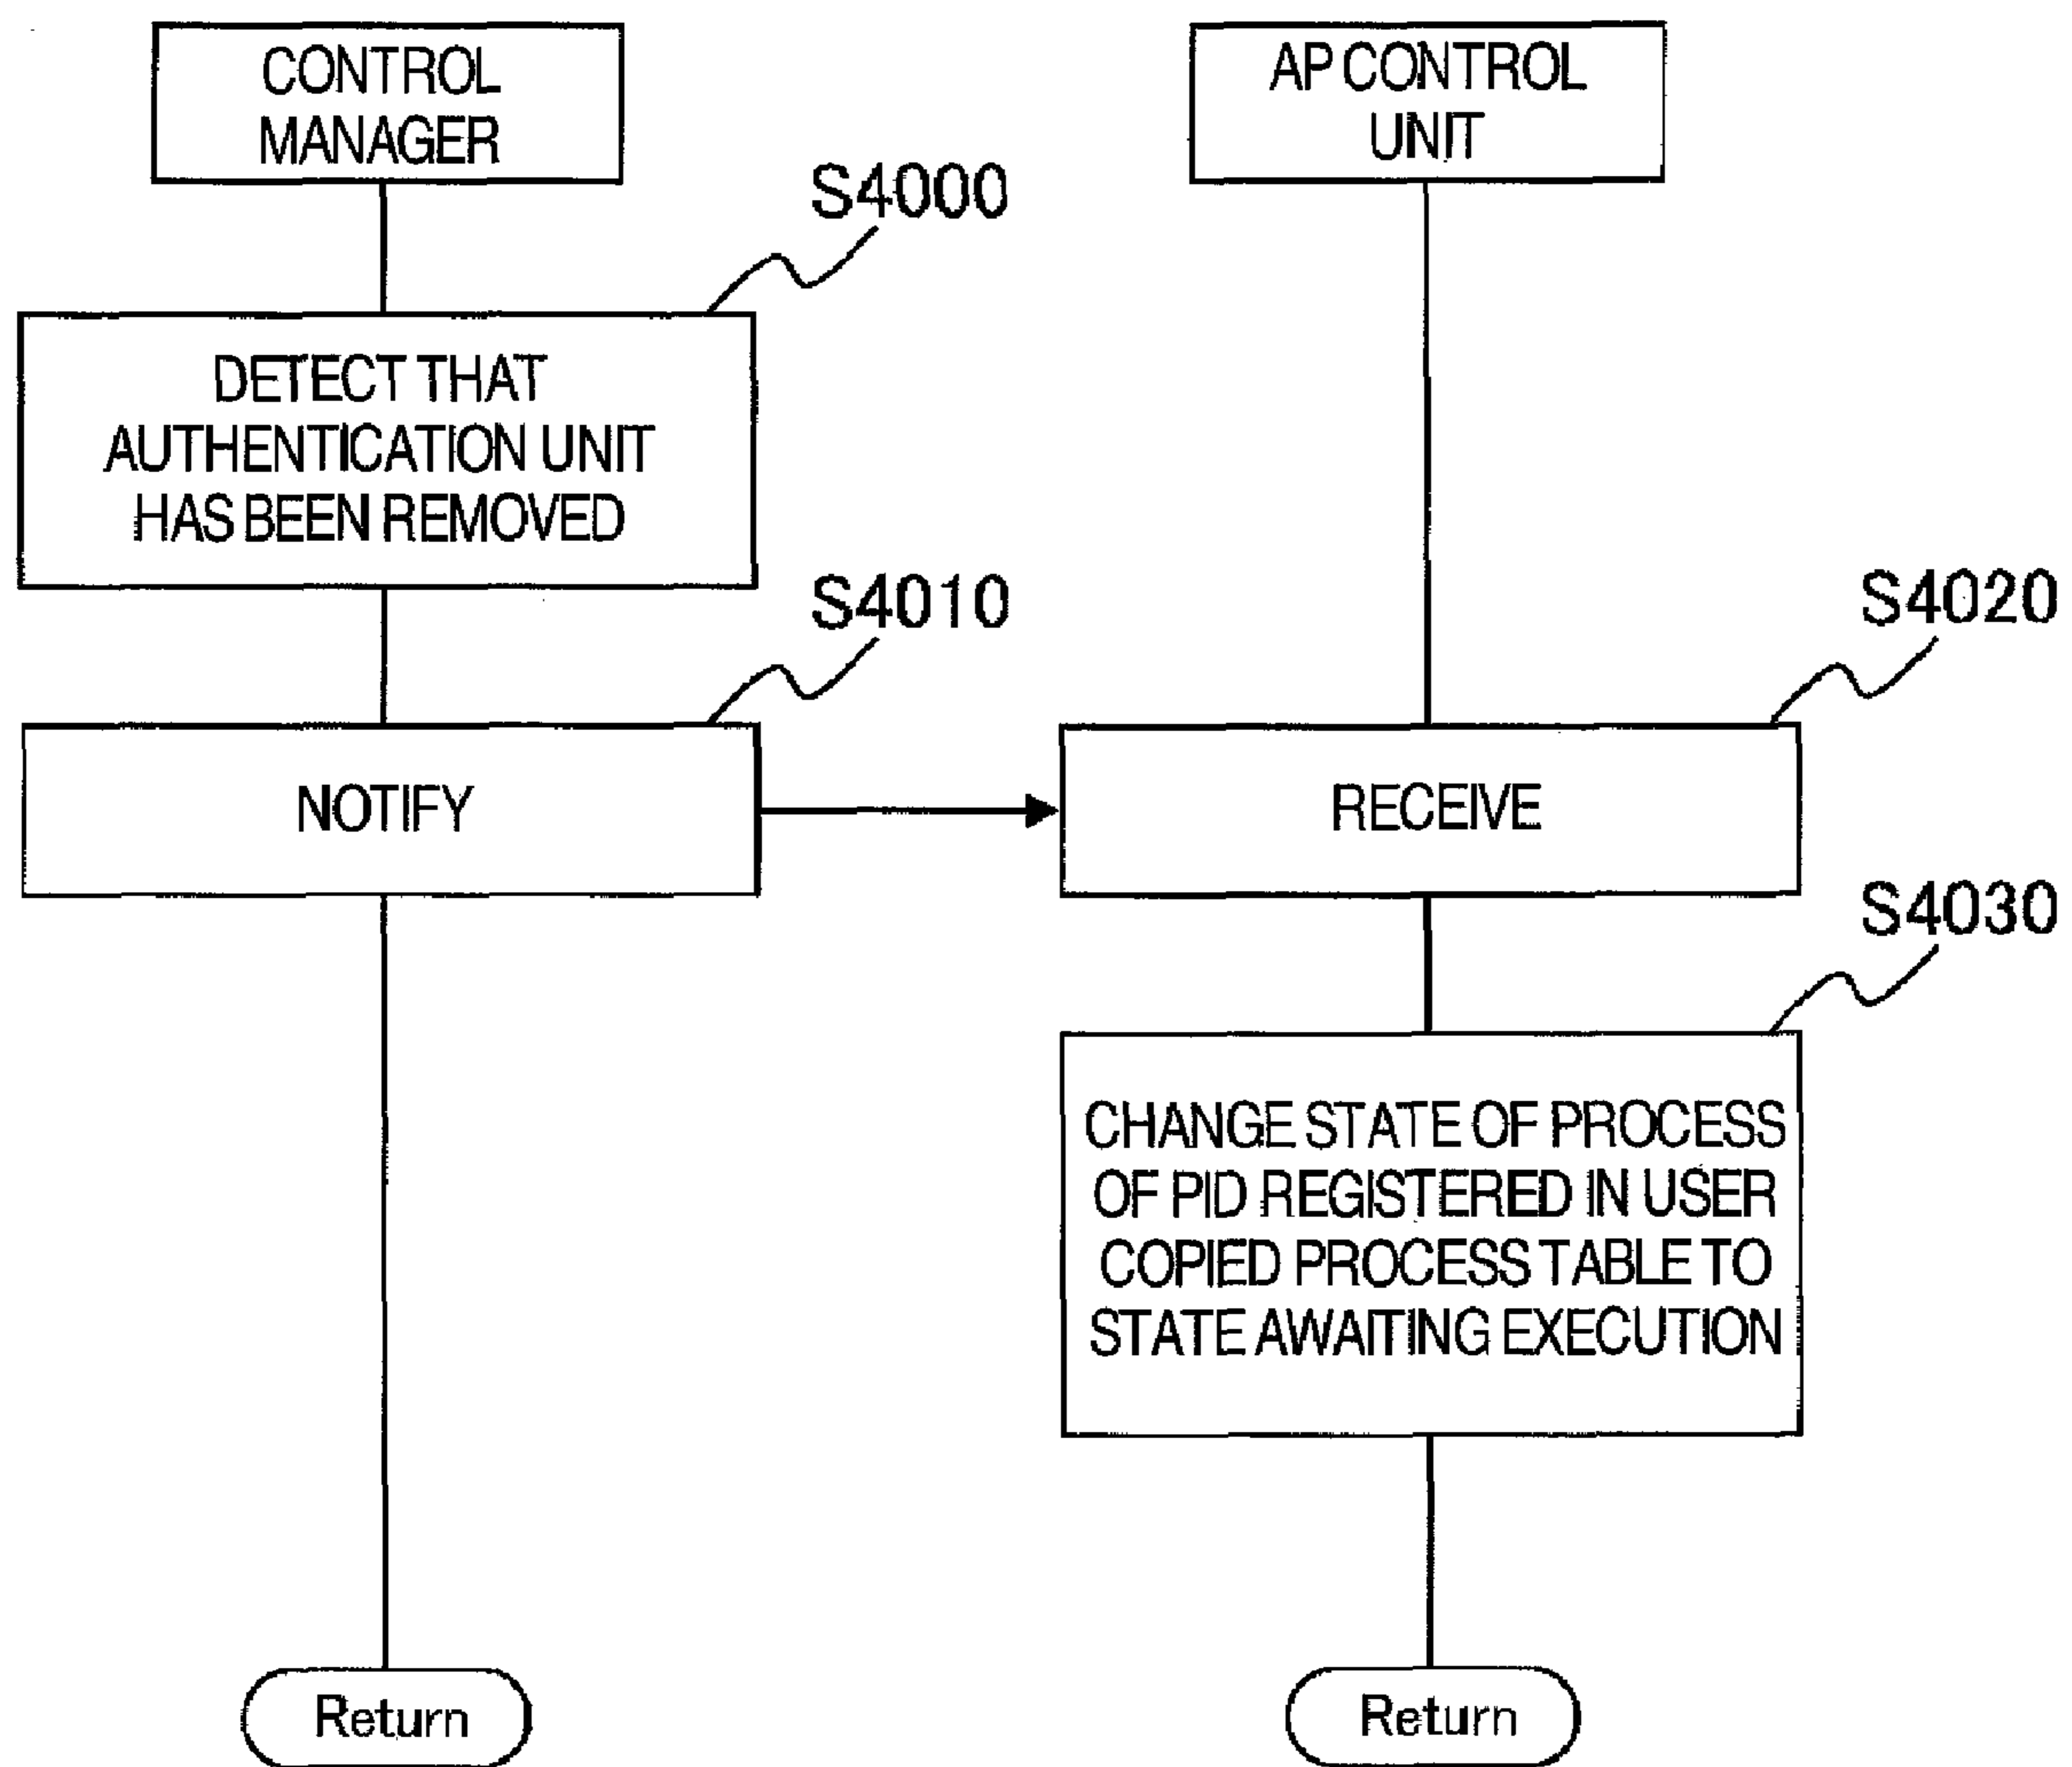 CONTROL
MANAGER
S4000
DETECT THAT
AUTHENTICATION UNIT
HAS BEEN REMOVED
S4010
NOTIFY
Return
AP CONTROL
UNIT
S4020
RECEIVE
S4030
CHANGE STATE OF PROCESS
OF PID REGISTERED IN USER
COPIED PROCESS TABLE TO
STATE AWAITING EXECUTION
Return